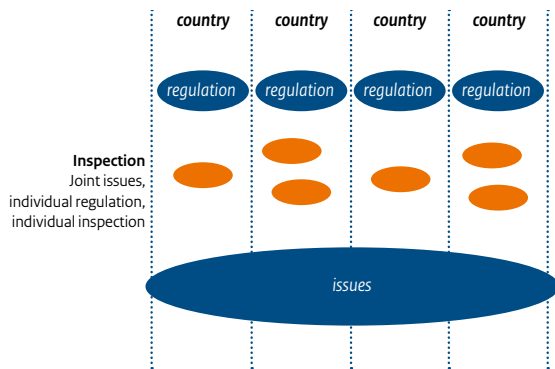 country country country country
regulation regulation regulation regulation
Inspection
Joint issues,
individual regulation,
individual inspection
issues